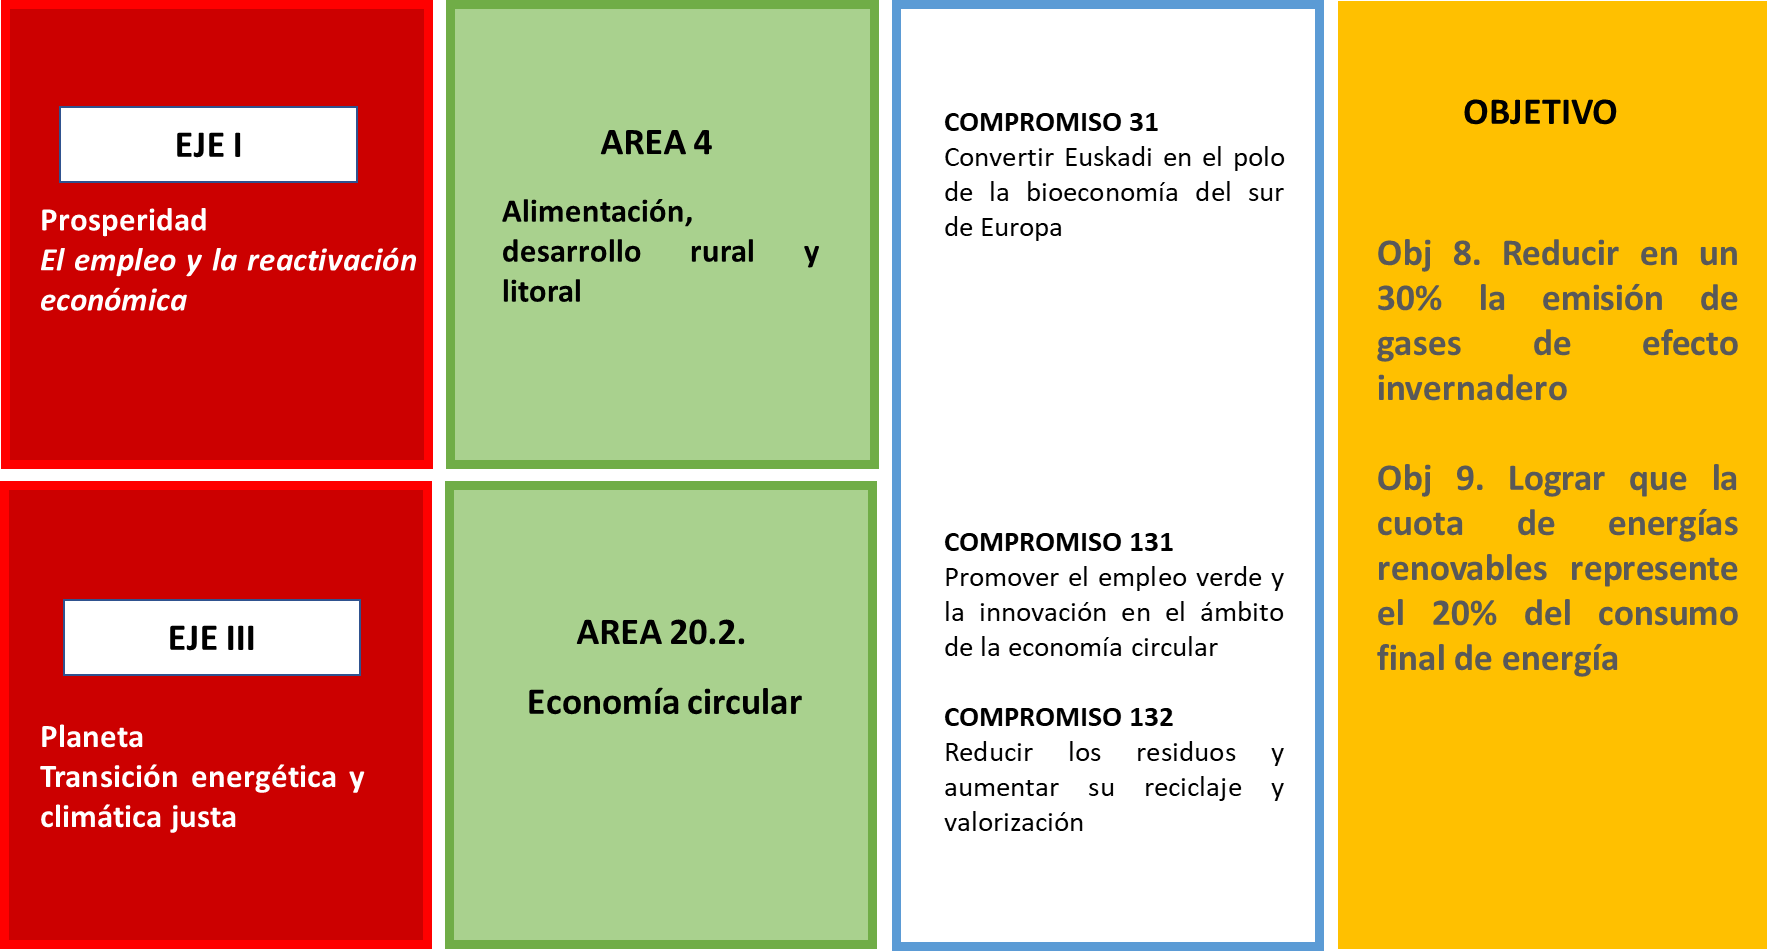 EJE I
Prosperidad
El empleo y la reactivación
económica
AREA 4
Alimentación,
desarrollo rural y
litoral
EJE III
Planeta
Transición energética y
climática justa
AREA 20.2.
Economía circular
COMPROMISO 31
Convertir Euskadi en el polo
de la bioeconomía del sur
de Europa
COMPROMISO 131
Promover el empleo verde y
la innovación en el ámbito
de la economía circular
COMPROMISO 132
Reducir los residuos y
aumentar su reciclaje y
valorización
OBJETIVO
Obj 8. Reducir en un
30% la emisión de
gases de efecto
invernadero
Obj 9. Lograr que la
cuota de energías
renovables represente
el 20% del consumo
final de energía